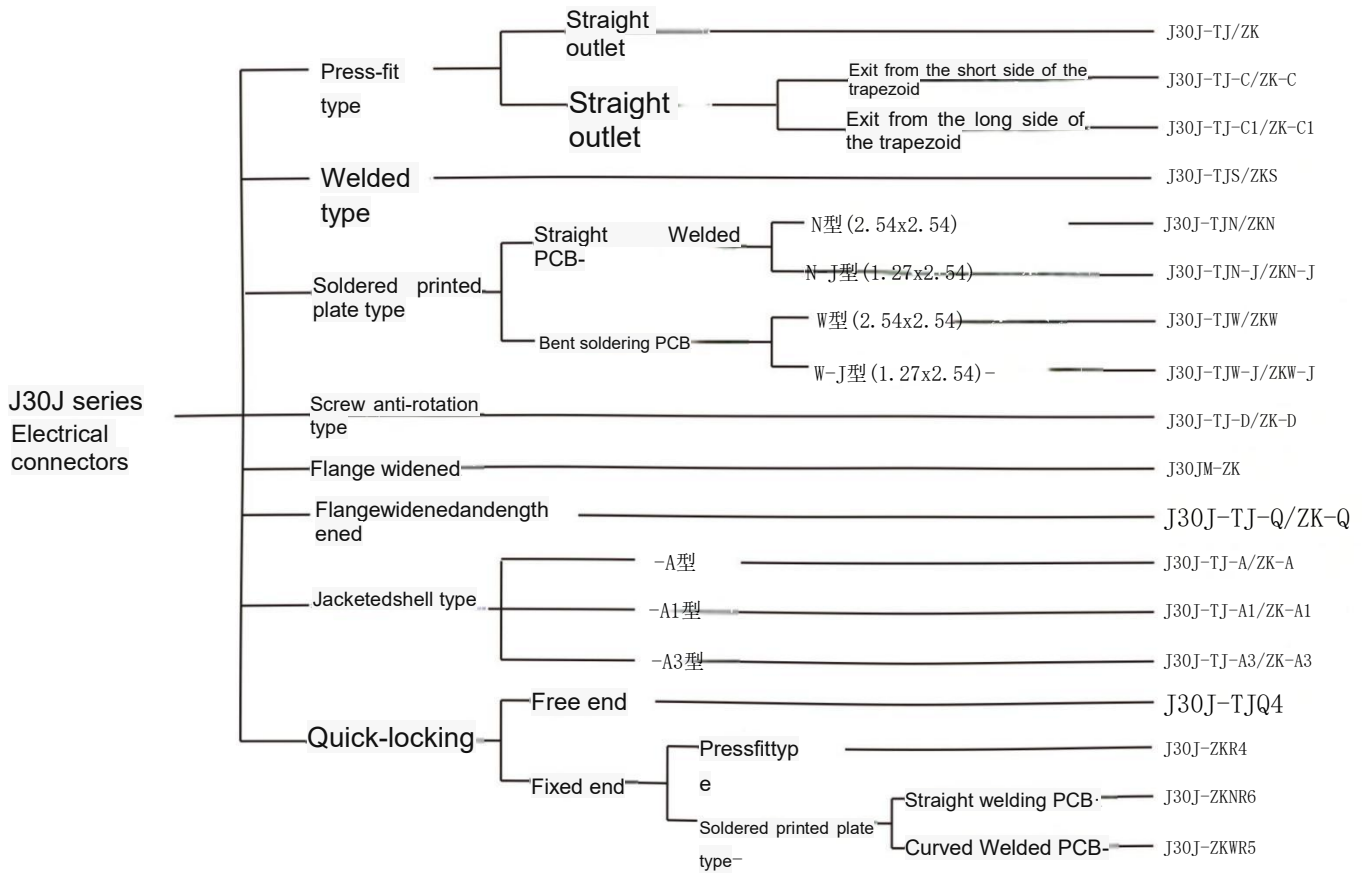 Straight
outlet
J30J-TJ/ZK
Press-fit
type
Exit from the short side of the
trapezoid
J30J-TJ-C/ZK-C
Straight
outlet
Exit from the long side of
the trapezoid
J30J-TJ-C1/ZK-C1
Welded
type
J30J-TJS/ZKS
Straight Welded
PCB-
N型(2.54x2.54)
J30J-TJN/ZKN
Soldered printed
plate type
N-J型(1.27x2.54)
J30J-TJN-J/ZKN-J
Bent soldering PCB
W型(2.54x2.54)
J30J-TJW/ZKW
W-J型(1.27x2.54)-
J30J-TJW-J/ZKW-J
J30J series
Electrical
connectors
Screw anti-rotation
type
J30J-TJ-D/ZK-D
Flange widened
J30JM-ZK
Flangewidenedandength
ened
J30J-TJ-Q/ZK-Q
Jacketedshell type
-A型
J30J-TJ-A/ZK-A
-A1型
J30J-TJ-A1/ZK-A1
-A3型
J30J-TJ-A3/ZK-A3
Quick-locking
Free end
J30J-TJQ4
Fixed end
Pressfittyp
e
J30J-ZKR4
Soldered printed plate
type-
Straight welding PCB·
J30J-ZKNR6
Curved Welded PCB-
J30J-ZKWR5